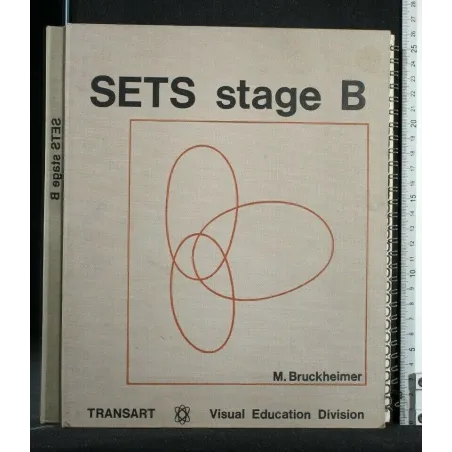 SETS stage B
SETS stage B
M. Bruckheimer
TRANSART Visual Education Division